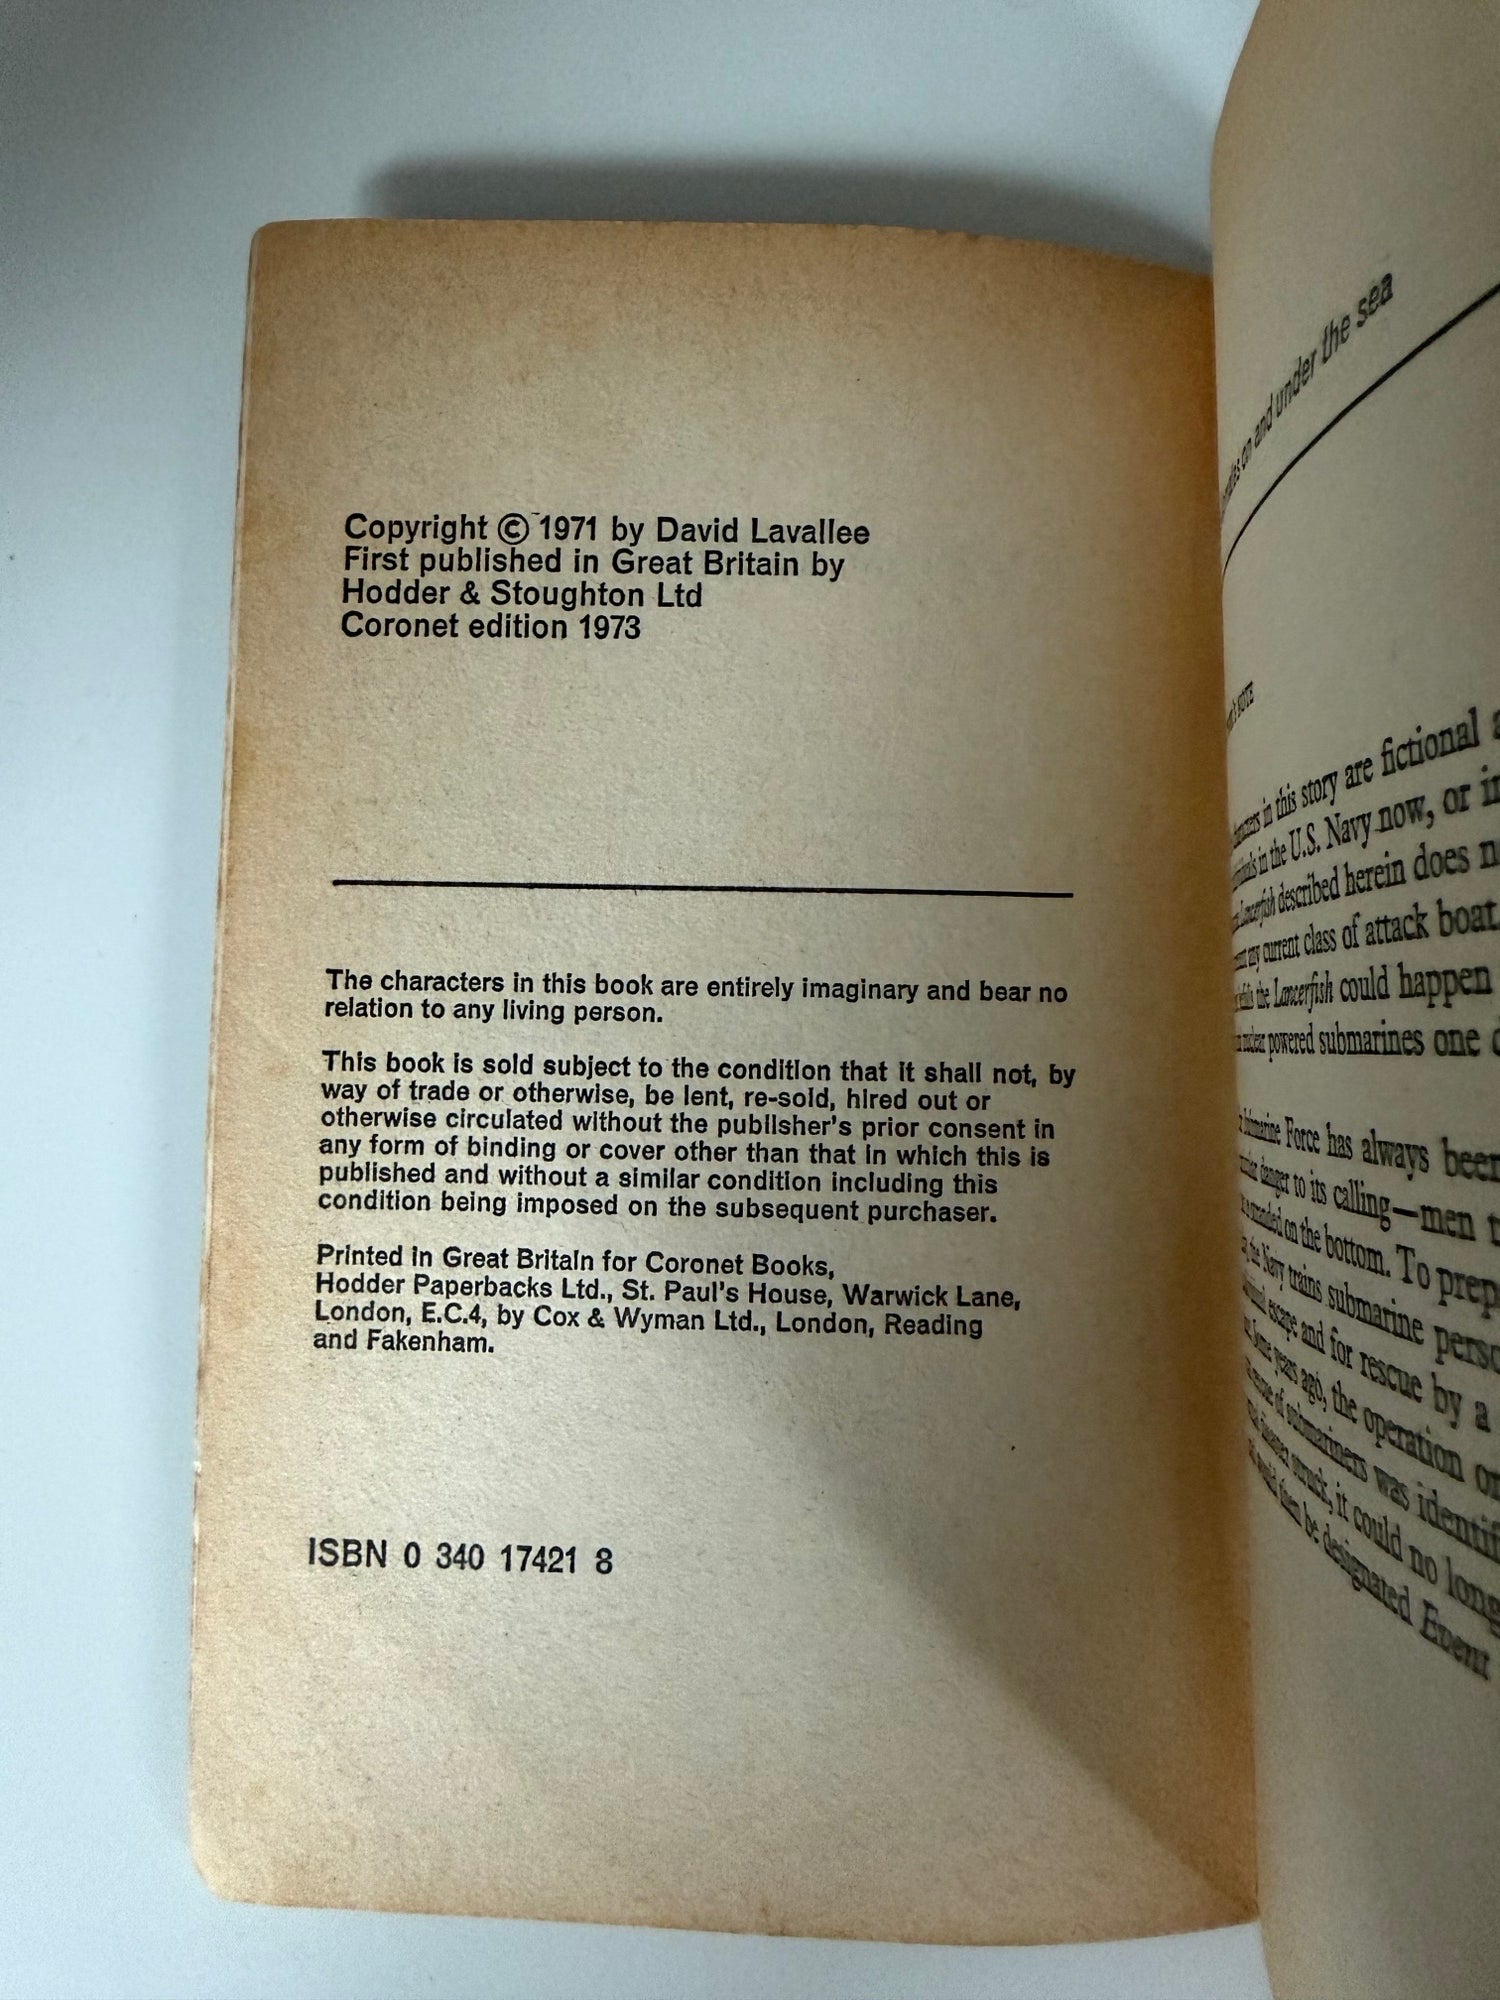 Copyright © 1971 by David Lavallee
First published in Great Britain by
Hodder & Stoughton Ltd
Coronet edition 1973
The characters in this book are entirely imaginary and bear no
relation to any living person.
This book is sold subject to the condition that it shall not, by
way of trade or otherwise, be lent, re-sold, hired out or
otherwise circulated without the publisher's prior consent in
any form of binding or cover other than that in which this is
published and without a similar condition including this
condition being imposed on the subsequent purchaser.
Printed in Great Britain for Coronet Books,
Hodder Paperbacks Ltd., St. Paul's House, Warwick Lane,
London, E.C.4, by Cox & Wyman Ltd., London, Reading
and Fakenham.
ISBN 0 340 17421 8
on and under the sea
NOTE
in this story are fictional
in the U.S. Navy now, or
Lancerfish described herein does
any current class of attack boat.
the Lancerfish could happen
nuclear powered submarines one
Submarine Force has always been
danger to its calling—men
on the bottom. To
the Navy trains submarine
escape and for rescue by a
Some years ago, the operation
of submariners was
struck, it could no
would then be designated Event